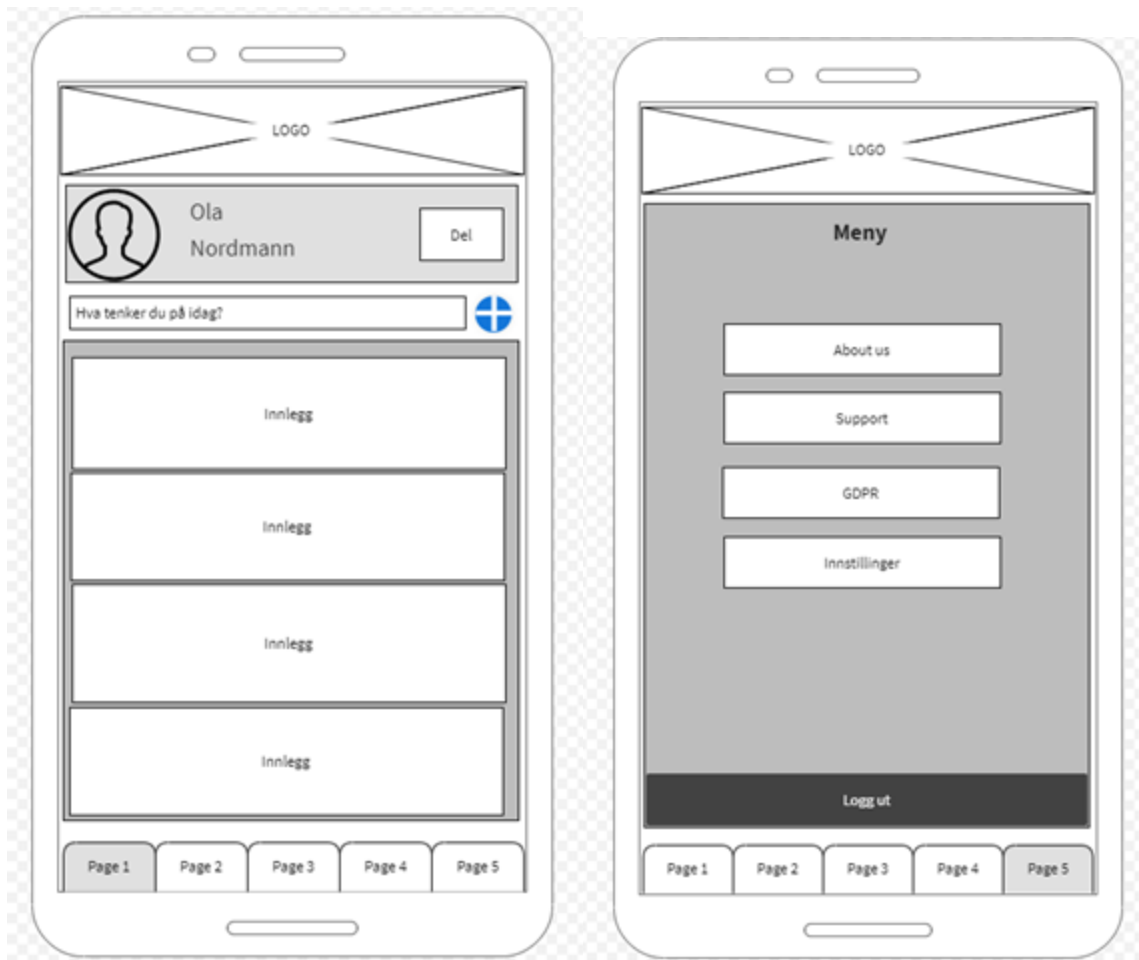 LOGO
Ola
Nordmann
Del
Hva tenker du på idag?
Innlegg
Innlegg
Innlegg
Innlegg
Page 1 Page 2 Page 3 Page 4 Page 5
LOGO
Meny
About us
Support
GDPR
Innstillinger
Logg ut
Page 1 Page 2 Page 3 Page 4 Page 5